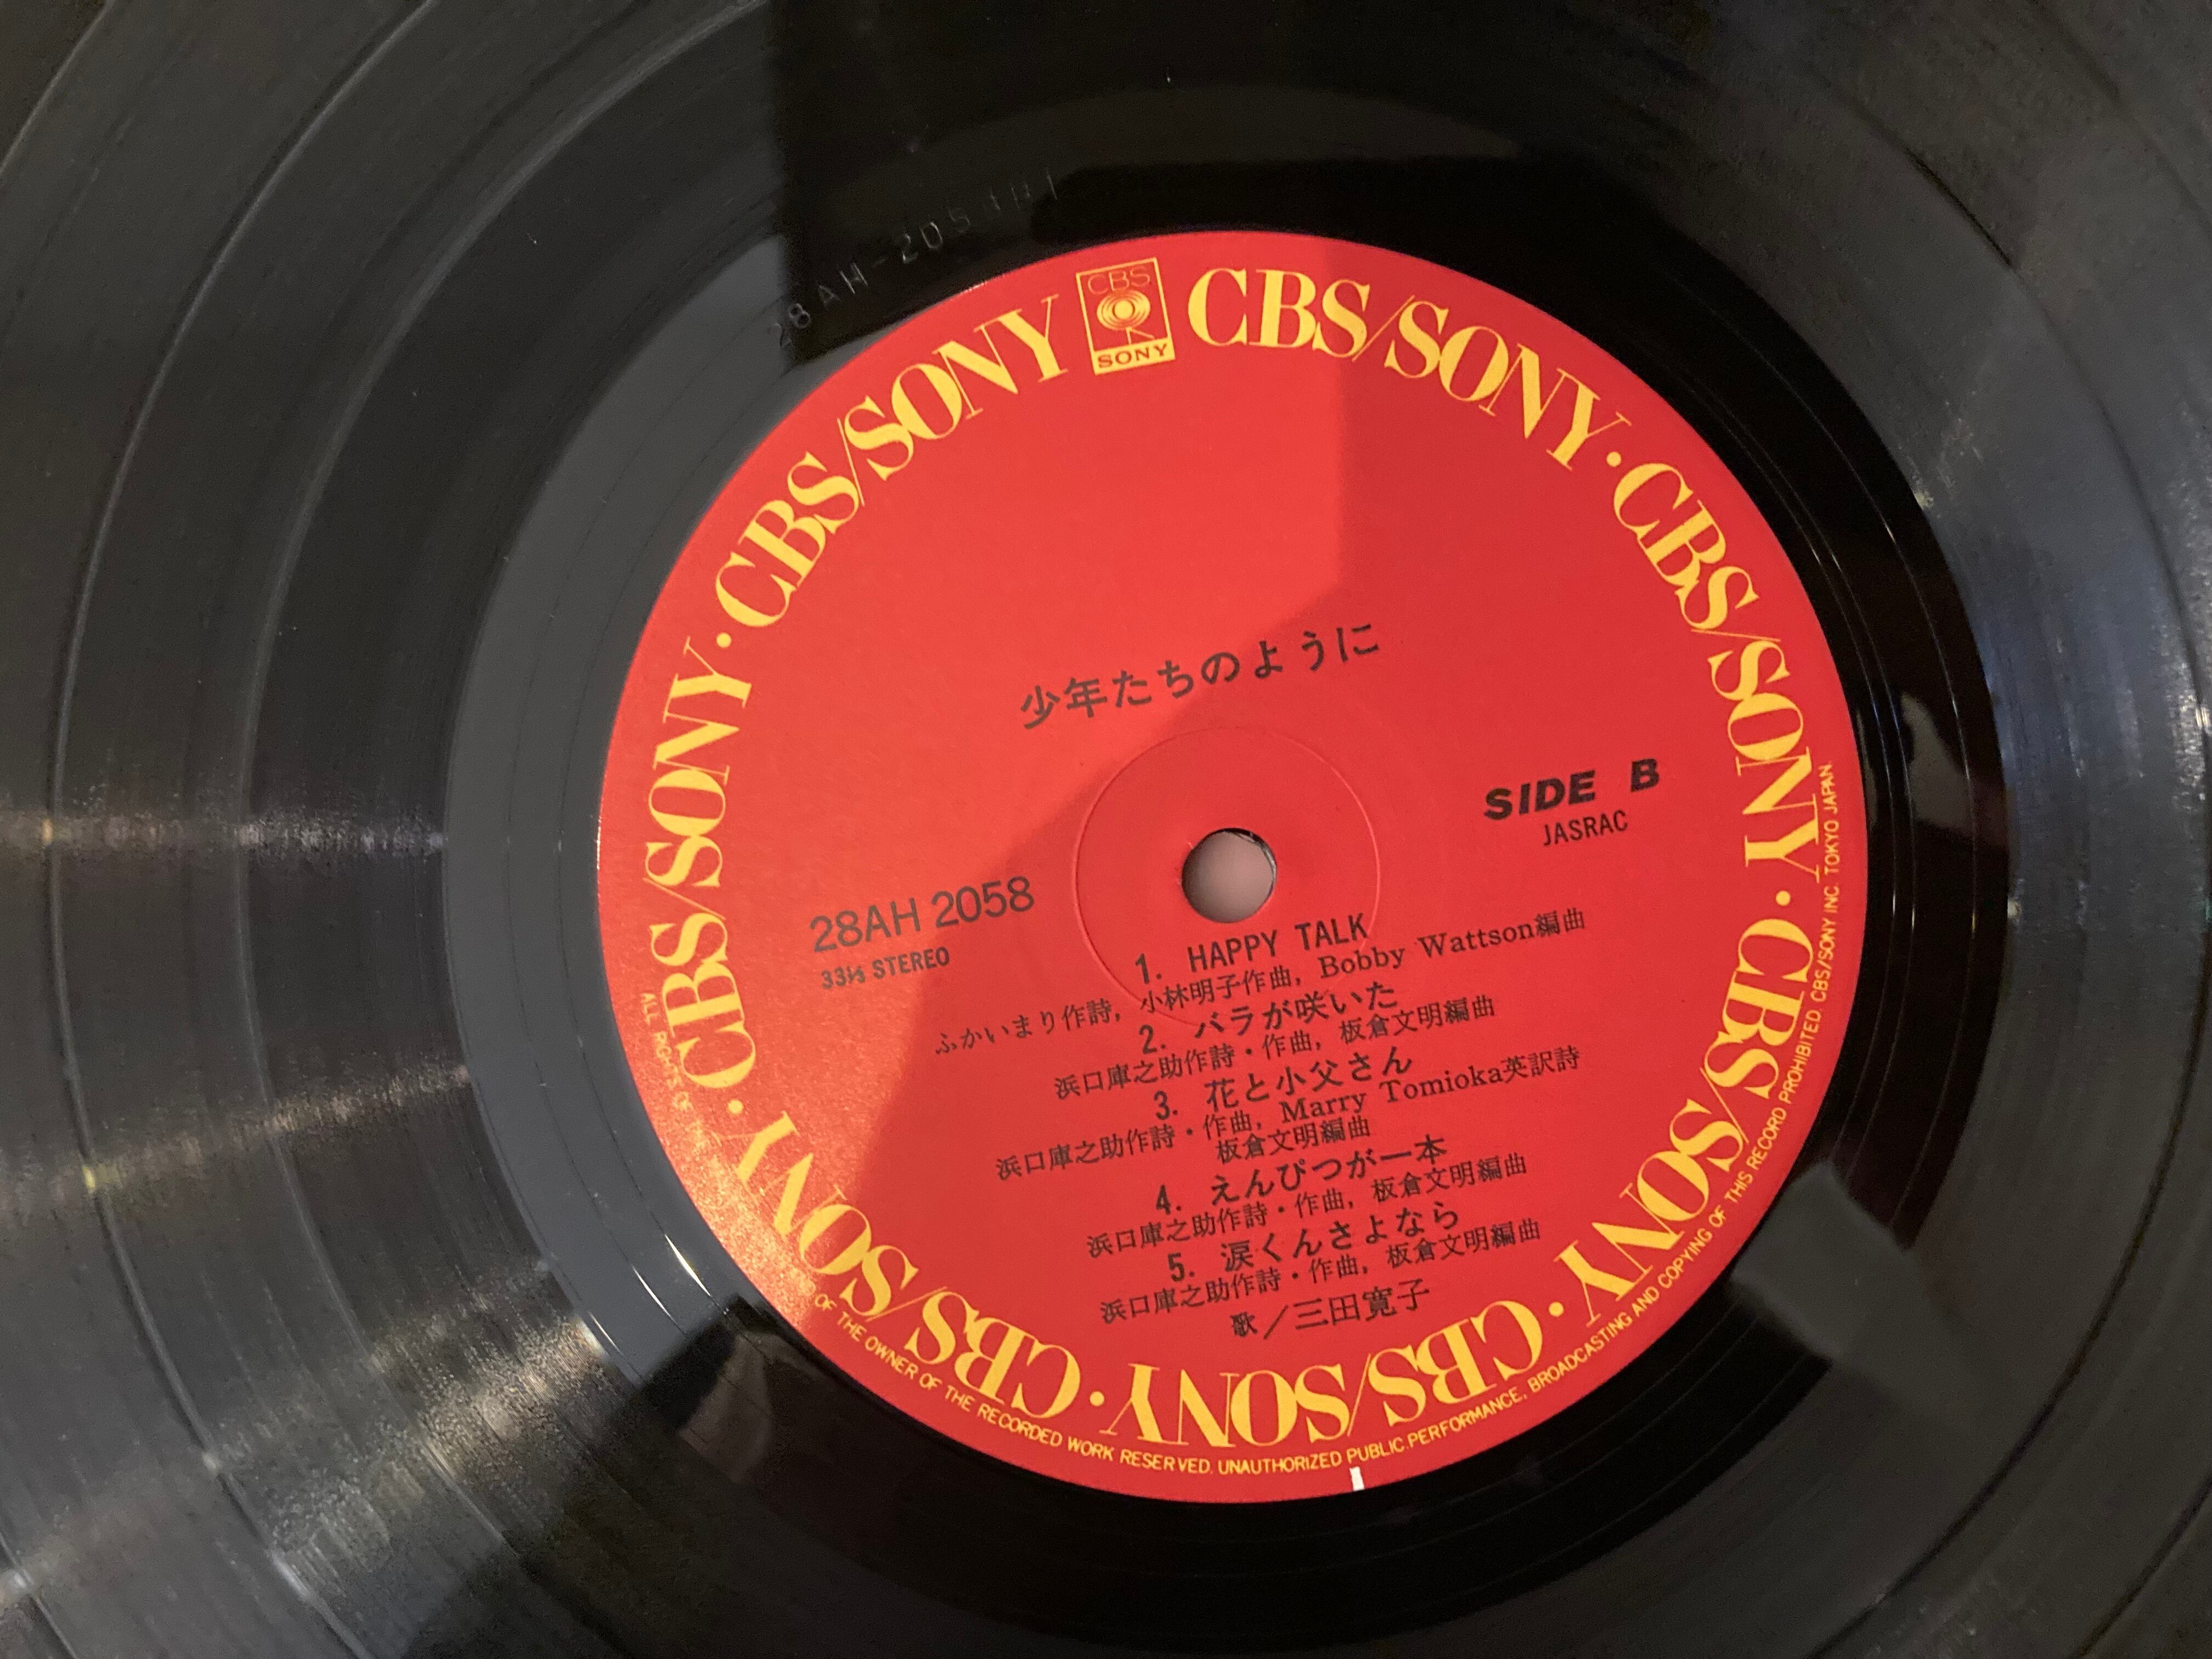 CBS
SONY
CBS/SONY · CBS/SONY · CBS/SONY · CBS/SONY · CBS/SONY · CBS/SONY · CBS/SONY
少年たちのように
SIDE B
JASRAC
28AH 2058
33⅓ STEREO
1. HAPPY TALK
ふかいまり作詩, 小林明子作曲, Bobby Wattson編曲
2. バラが咲いた
浜口庫之助作詩・作曲, 板倉文明編曲
3. 花と小父さん
浜口庫之助作詩・作曲, Marry Tomioka英訳詩
板倉文明編曲
4. えんぴつが一本
浜口庫之助作詩・作曲, 板倉文明編曲
5. 涙くんさよなら
浜口庫之助作詩・作曲, 板倉文明編曲
歌／三田寛子
ALL RIGHTS OF THE OWNER OF THE RECORDED WORK RESERVED. UNAUTHORIZED PUBLIC PERFORMANCE, BROADCASTING AND COPYING OF THIS RECORD PROHIBITED. CBS/SONY INC. TOKYO JAPAN